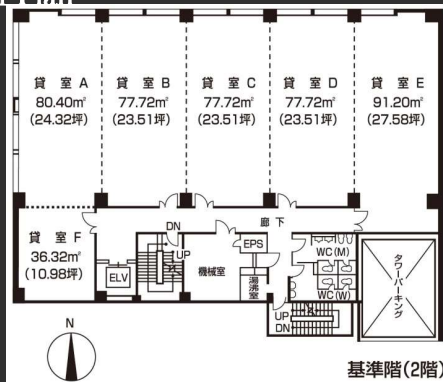 貸 室 A
80.40㎡
(24.32坪)
貸 室 B
77.72㎡
(23.51坪)
貸 室 C
77.72㎡
(23.51坪)
貸 室 D
77.72㎡
(23.51坪)
貸 室 E
91.20㎡
(27.58坪)
貸 室 F
36.32㎡
(10.98坪)
ELV
DN
UP
機械室
廊 下
EPS
湯沸室
WC(M)
WC(W)
UP
DN
タワーパーキング
N
基準階(2階)